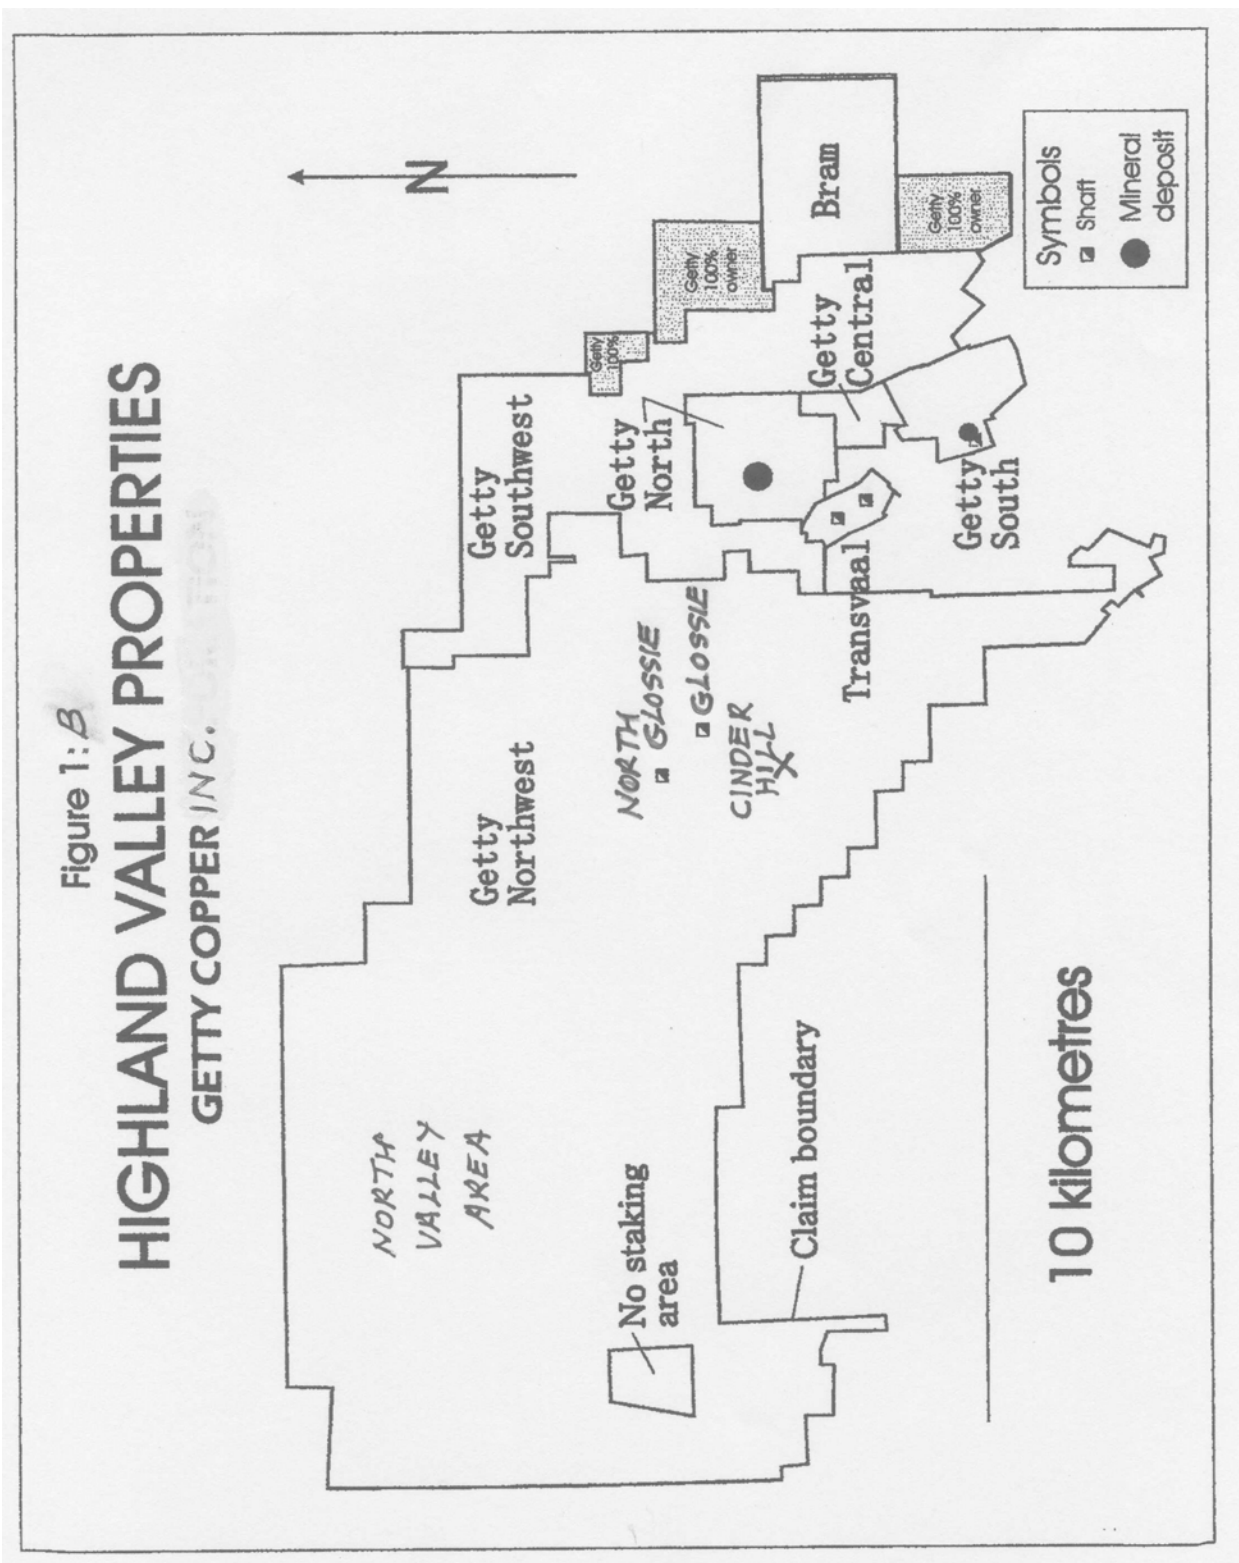 Figure 1: B
HIGHLAND VALLEY PROPERTIES
GETTY COPPER INC.
N
NORTH
VALLEY
AREA
Getty
Northwest
Getty
Southwest
Getty
100%
Getty
100%
owner
Bram
Getty
100%
owner
No staking
area
NORTH
GLOSSIE
GLOSSIE
CINDER
HILL
X
Getty
North
Getty
Central
Transvaal
Getty
South
Claim boundary
10 kilometres
Symbols
Shaft
Mineral
deposit